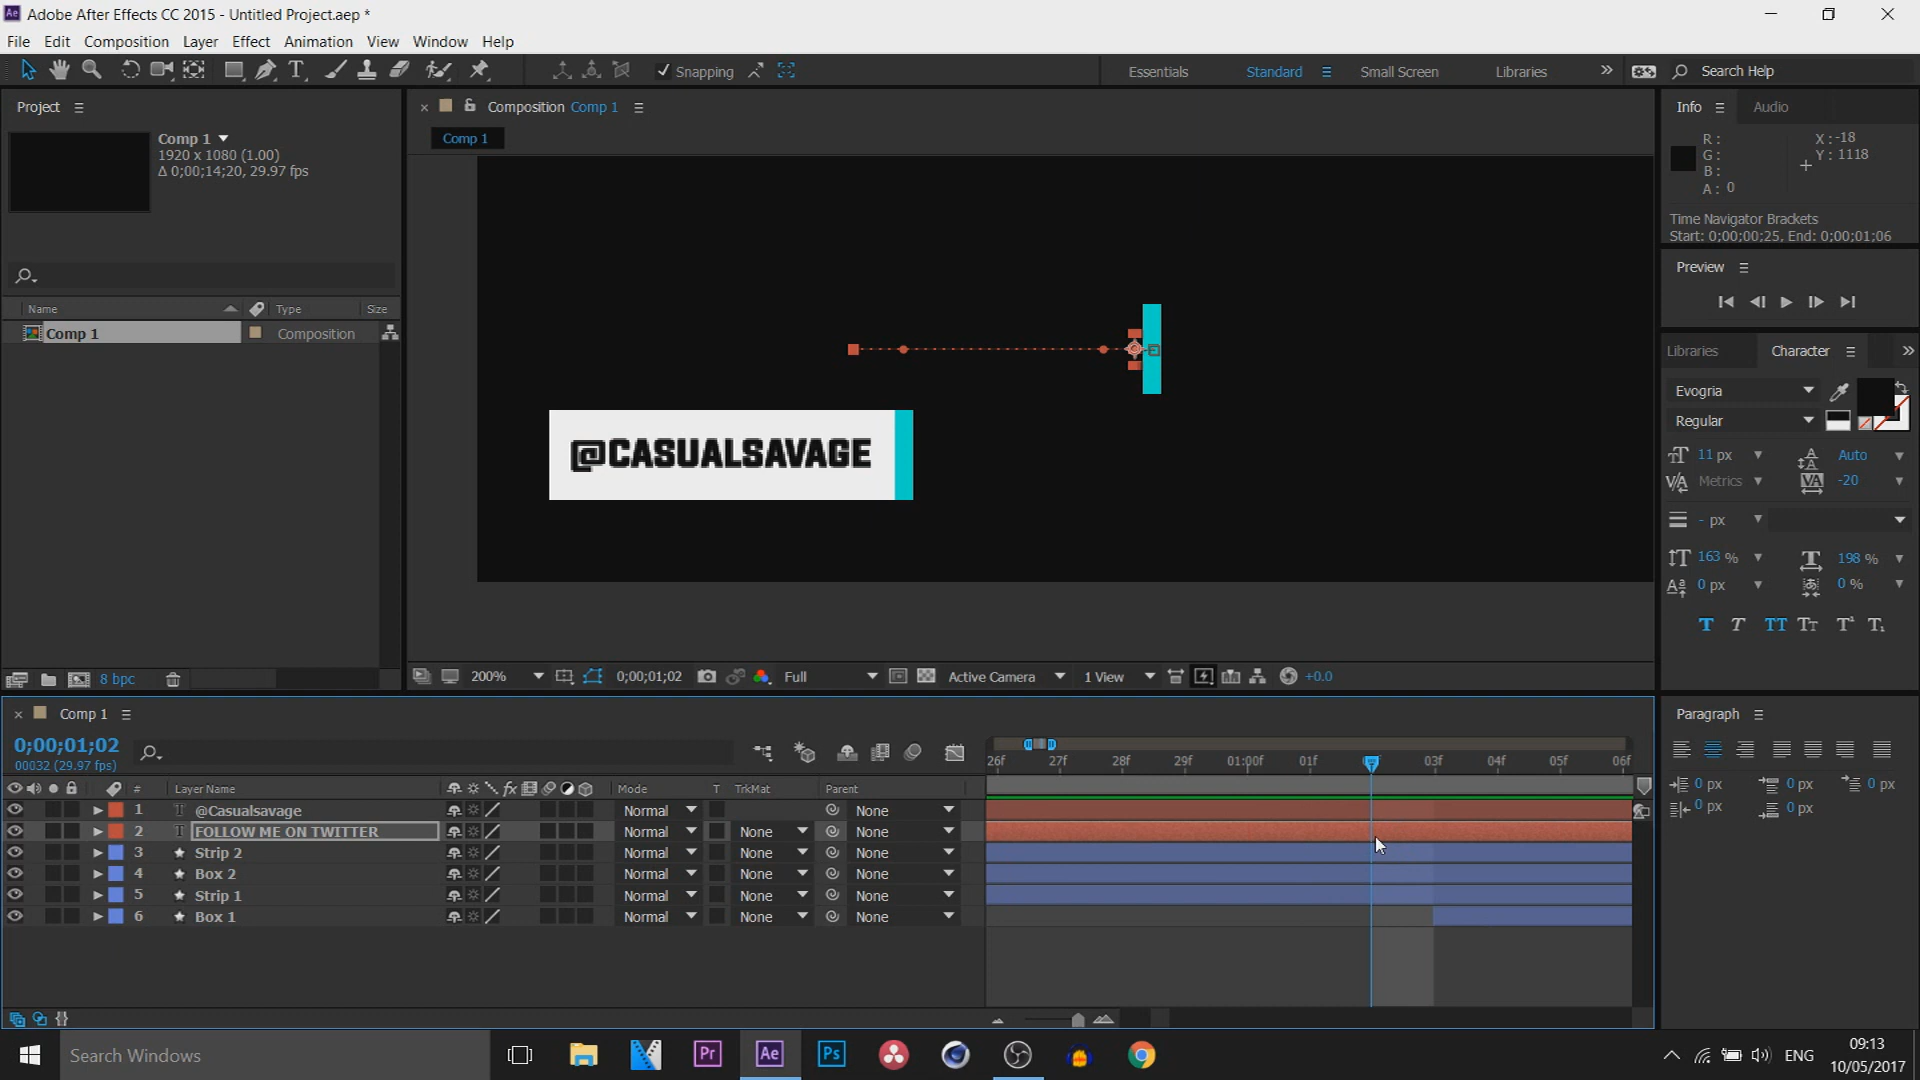 Ae Adobe After Effects CC 2015 - Untitled Project.aep *
File Edit Composition Layer Effect Animation View Window Help
Snapping Essentials Standard Small Screen Libraries Search Help
Project Composition Comp 1 Info Audio
Comp 1
1920 x 1080 (1.00)
Δ 0;00;14;20, 29.97 fps
Comp 1
R :
G :
B :
A : 0
X : -18
Y : 1118
Time Navigator Brackets
Start: 0;00;00;25, End: 0;00;01;06
Preview
Name Type Size
Comp 1 Composition
Libraries Character
Evogria
Regular
11 px Auto
Metrics -20
- px
163 % 198 %
0 px 0 %
T T TT Tt T¹ T₁
@CASUALSAVAGE
8 bpc
200% 0;00;01;02 Full Active Camera 1 View +0.0
Comp 1
0;00;01;02
00032 (29.97 fps)
26f 27f 28f 29f 01:00f 01f 03f 04f 05f 06f
# Layer Name Mode T TrkMat Parent
1 T @Casualsavage Normal None
2 T FOLLOW ME ON TWITTER Normal None None
3 Strip 2 Normal None None
4 Box 2 Normal None None
5 Strip 1 Normal None None
6 Box 1 Normal None None
Paragraph
0 px 0 px 0 px
0 px 0 px
Search Windows Pr Ae Ps ENG
09:13
10/05/2017